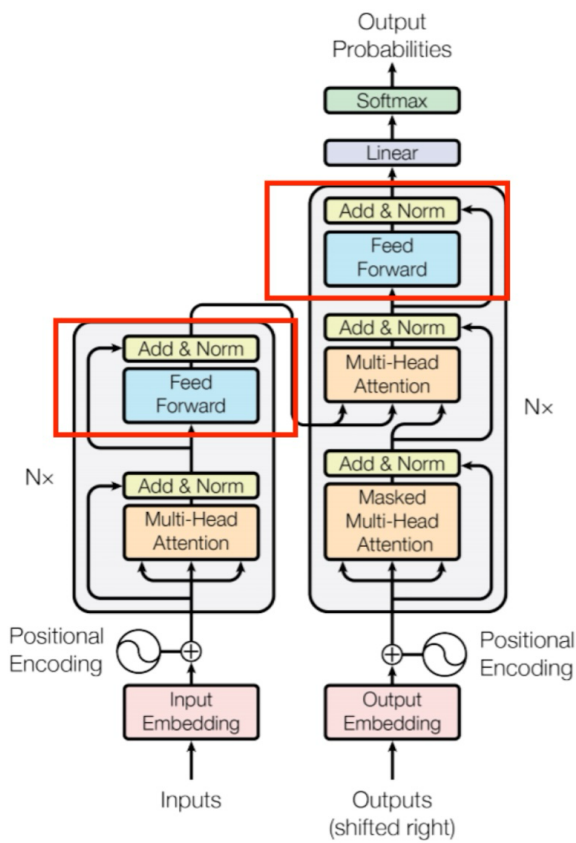 Output
Probabilities
Softmax
Linear
Add & Norm
Feed
Forward
Add & Norm
Multi-Head
Attention
Add & Norm
Masked
Multi-Head
Attention
Nx
Add & Norm
Feed
Forward
Add & Norm
Multi-Head
Attention
Nx
Positional
Encoding
Positional
Encoding
Input
Embedding
Output
Embedding
Inputs
Outputs
(shifted right)